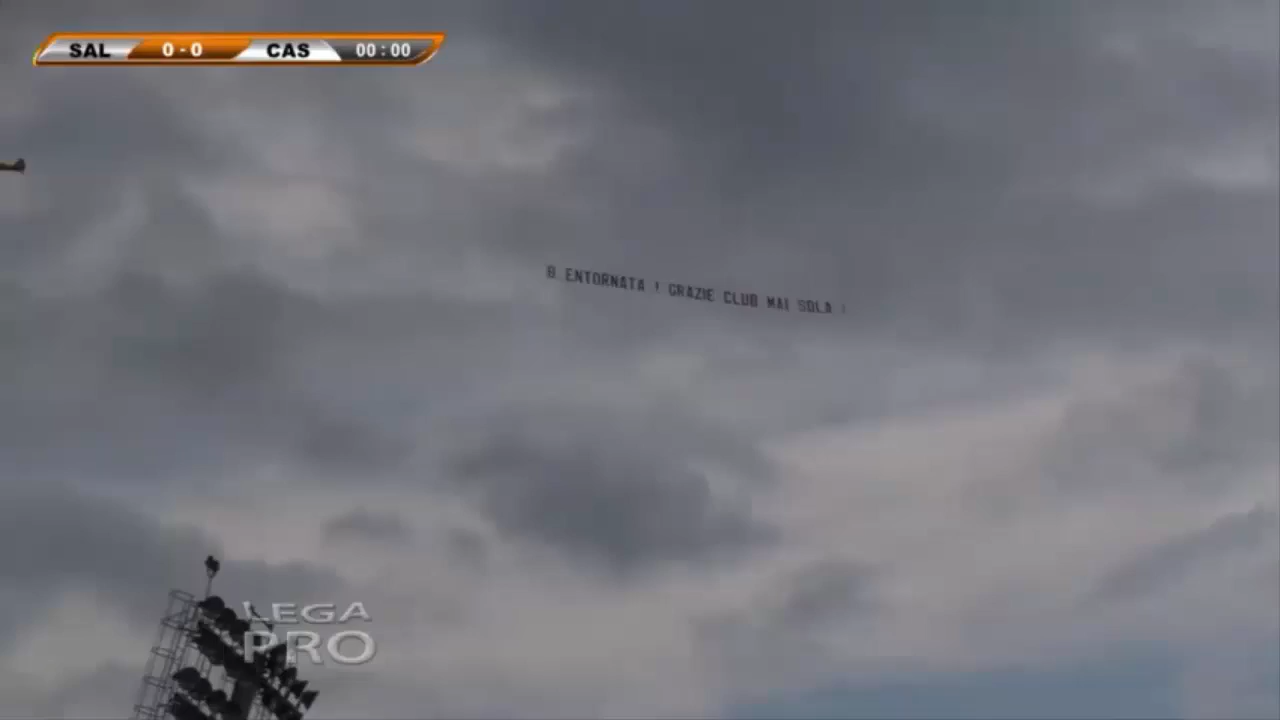 SAL 0-0 CAS 00:00
B ENTORNATA ! GRAZIE CLUB MAI SOLA !
LEGA
PRO